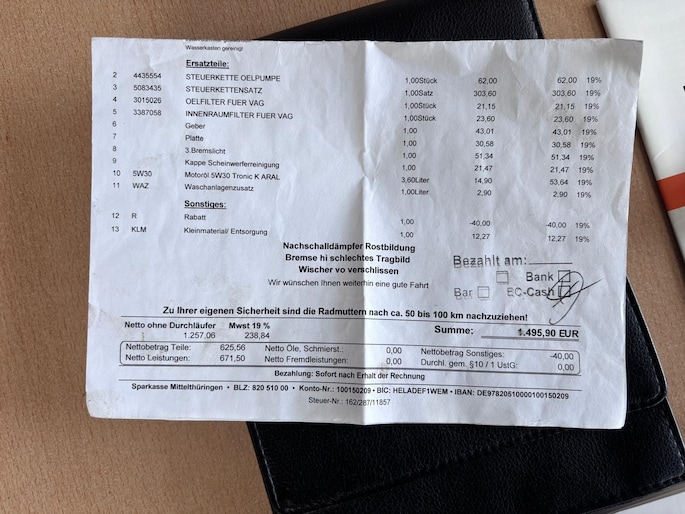 Wasserkasten gereinigt
Ersatzteile:
2 4435554 STEUERKETTE OELPUMPE 1,00Stück 62,00 62,00 19%
3 5083435 STEUERKETTENSATZ 1,00Satz 303,60 303,60 19%
4 3015026 OELFILTER FUER VAG 1,00Stück 21,15 21,15 19%
5 3387058 INNENRAUMFILTER FUER VAG 1,00Stück 23,60 23,60 19%
6 Geber 1,00 43,01 43,01 19%
7 Platte 1,00 30,58 30,58 19%
8 3.Bremslicht 1,00 51,34 51,34 19%
9 Kappe Scheinwerferreinigung 1,00 21,47 21,47 19%
10 5W30 Motoröl 5W30 Tronic K ARAL 3,60Liter 14,90 53,64 19%
11 WAZ Waschanlagenzusatz 1,00Liter 2,90 2,90 19%
Sonstiges:
12 R Rabatt 1,00 -40,00 -40,00 19%
13 KLM Kleinmaterial/ Entsorgung 1,00 12,27 12,27 19%
Nachschalldämpfer Rostbildung
Bremse hi schlechtes Tragbild
Wischer vo verschlissen
Wir wünschen Ihnen weiterhin eine gute Fahrt
Bezahlt am:
Bank
Bar EC-Cash
Zu Ihrer eigenen Sicherheit sind die Radmuttern nach ca. 50 bis 100 km nachzuziehen!
Netto ohne Durchläufer Mwst 19 % Summe: 1.495,90 EUR
1.257,06 238,84
Nettobetrag Teile: 625,56 Netto Öle, Schmierst.: 0,00 Nettobetrag Sonstiges: -40,00
Netto Leistungen: 671,50 Netto Fremdleistungen: 0,00 Durchl. gem. §10 / 1 UstG: 0,00
Bezahlung: Sofort nach Erhalt der Rechnung
Sparkasse Mittelthüringen • BLZ: 820 510 00 • Konto-Nr.: 100150209 • BIC: HELADEF1WEM • IBAN: DE97820510000100150209
Steuer-Nr.: 162/287/11857